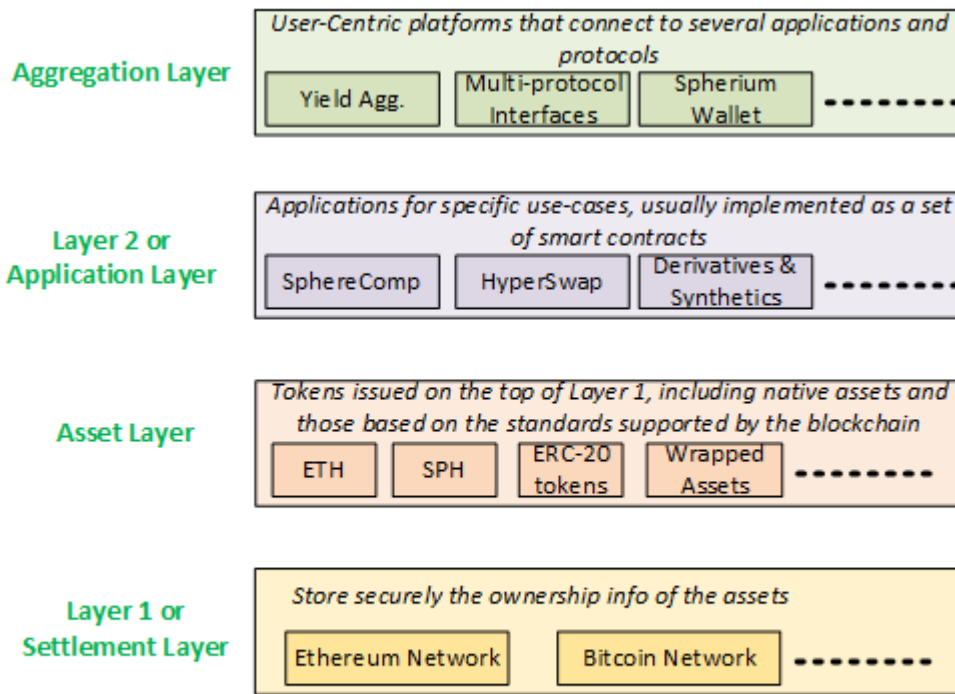 User-Centric platforms that connect to several applications and
protocols
Aggregation Layer
Yield Agg.
Multi-protocol
Interfaces
Spherium
Wallet
Applications for specific use-cases, usually implemented as a set
of smart contracts
Layer 2 or
Application Layer
SphereComp
HyperSwap
Derivatives &
Synthetics
Tokens issued on the top of Layer 1, including native assets and
those based on the standards supported by the blockchain
Asset Layer
ETH
SPH
ERC-20
tokens
Wrapped
Assets
Store securely the ownership info of the assets
Layer 1 or
Settlement Layer
Ethereum Network
Bitcoin Network